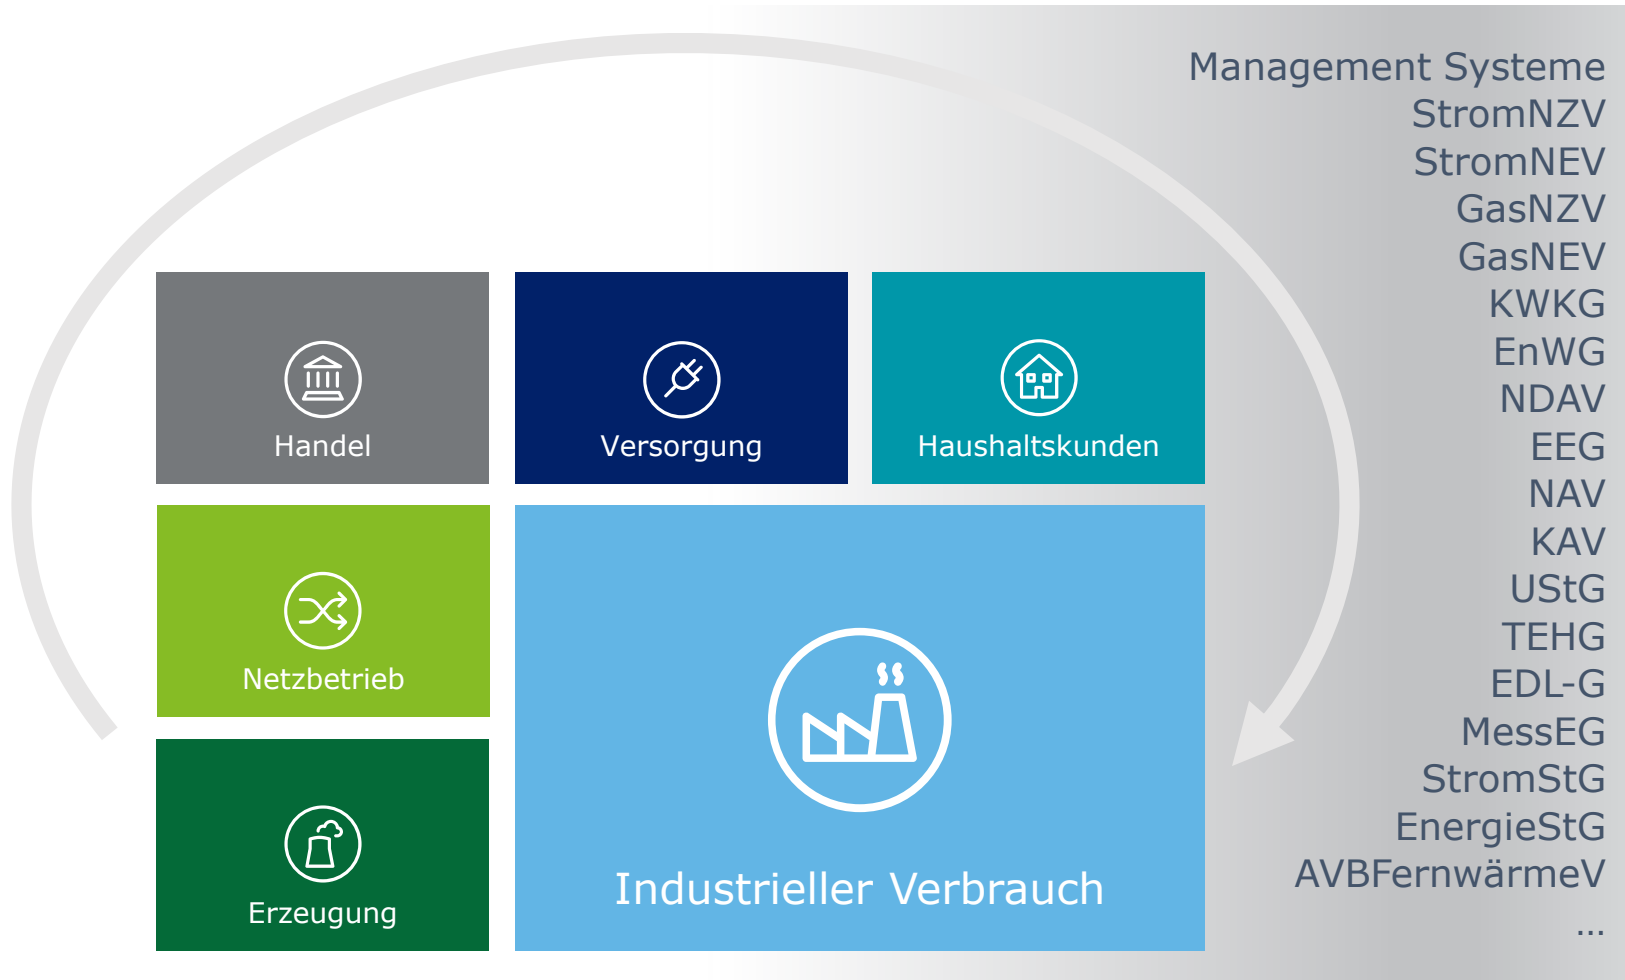 Management Systeme
StromNZV
StromNEV
GasNZV
GasNEV
KWKG
EnWG
NDAV
EEG
NAV
KAV
UStG
TEHG
EDL-G
MessEG
StromStG
EnergieStG
AVBFernwärmeV
...
Handel
Versorgung
Haushaltskunden
Netzbetrieb
Industrieller Verbrauch
Erzeugung